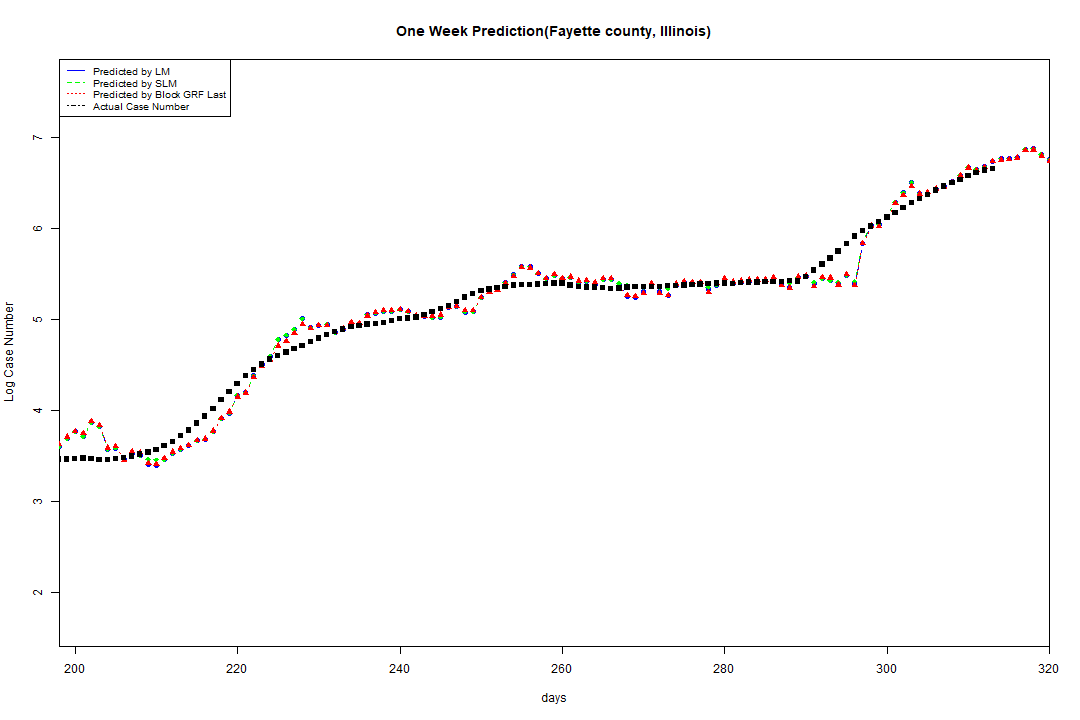 One Week Prediction(Fayette county, Illinois)
Predicted by LM
Predicted by SLM
Predicted by Block GRF Last
Actual Case Number
7
6
5
4
3
2
Log Case Number
200 220 240 260 280 300 320
days